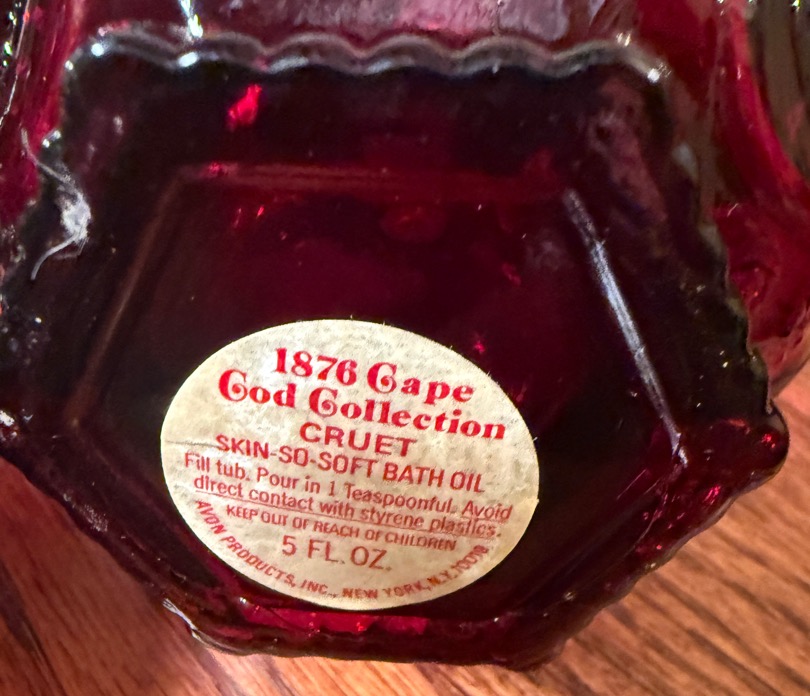 1876 Cape
Cod Collection
CRUET
SKIN-SO-SOFT BATH OIL
Fill tub. Pour in 1 Teaspoonful. Avoid
direct contact with styrene plastics.
KEEP OUT OF REACH OF CHILDREN
5 FL. OZ.
AVON PRODUCTS, INC., NEW YORK, N.Y. 10019